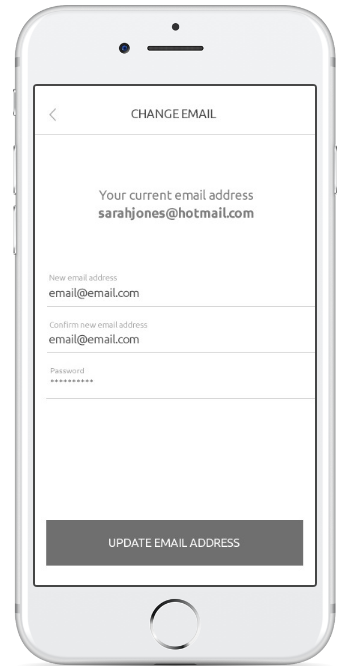 CHANGE EMAIL
Your current email address
sarahjones@hotmail.com
New email address
email@email.com
Confirm new email address
email@email.com
Password
**********
UPDATE EMAIL ADDRESS